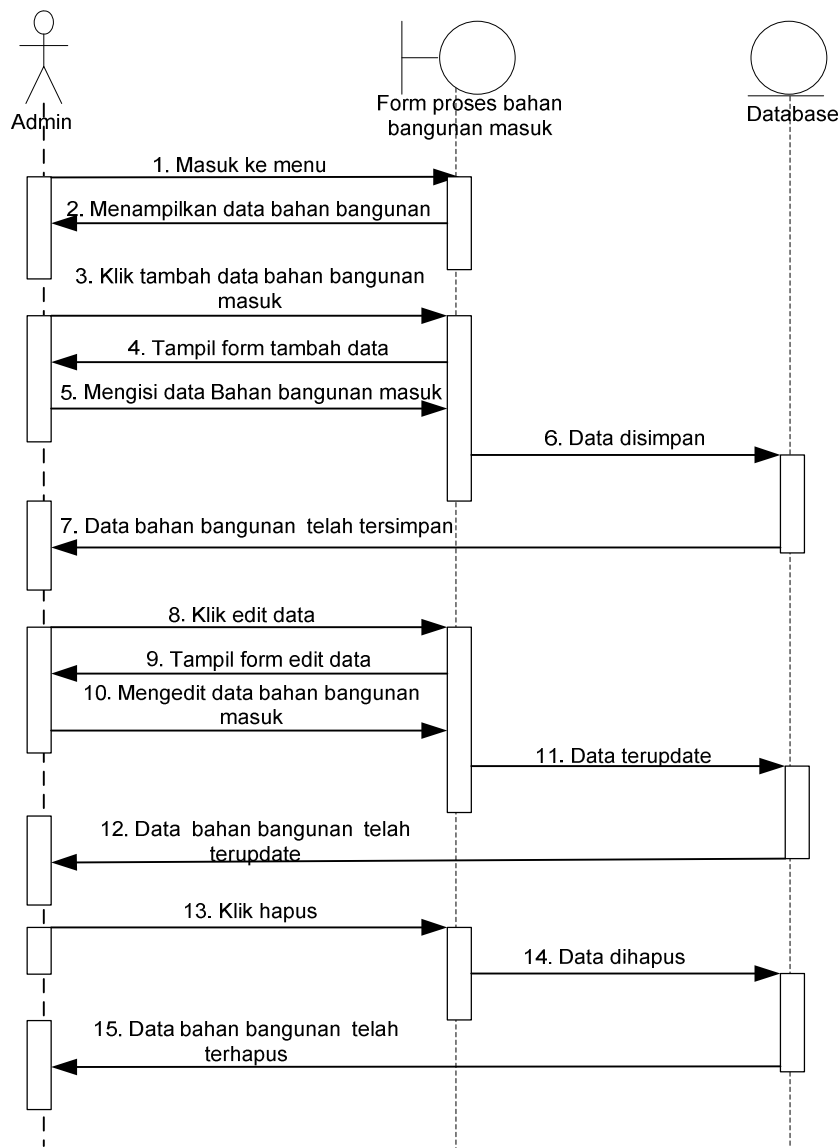 Admin
Form proses bahan
bangunan masuk
Database
1. Masuk ke menu
2. Menampilkan data bahan bangunan
3. Klik tambah data bahan bangunan
masuk
4. Tampil form tambah data
5. Mengisi data Bahan bangunan masuk
6. Data disimpan
7. Data bahan bangunan telah tersimpan
8. Klik edit data
9. Tampil form edit data
10. Mengedit data bahan bangunan
masuk
11. Data terupdate
12. Data bahan bangunan telah
terupdate
13. Klik hapus
14. Data dihapus
15. Data bahan bangunan telah
terhapus